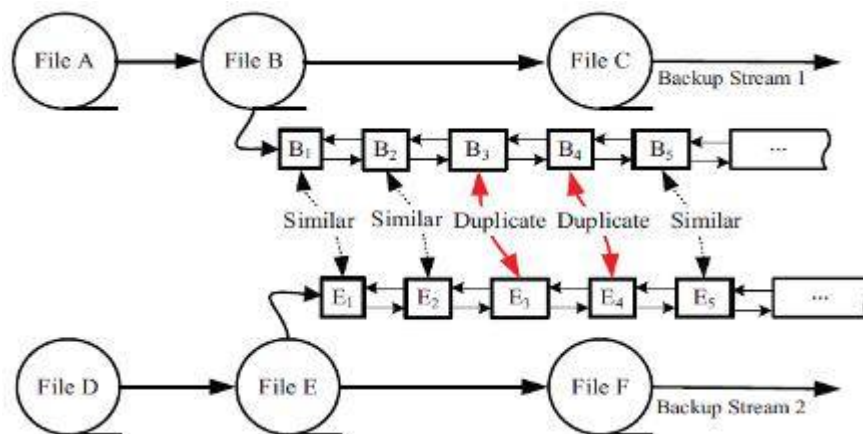 File A
File B
File C
Backup Stream 1
B₁
B₂
B₃
B₄
B₅
...
Similar
Similar
Duplicate
Duplicate
Similar
E₁
E₂
E₃
E₄
E₅
...
File D
File E
File F
Backup Stream 2